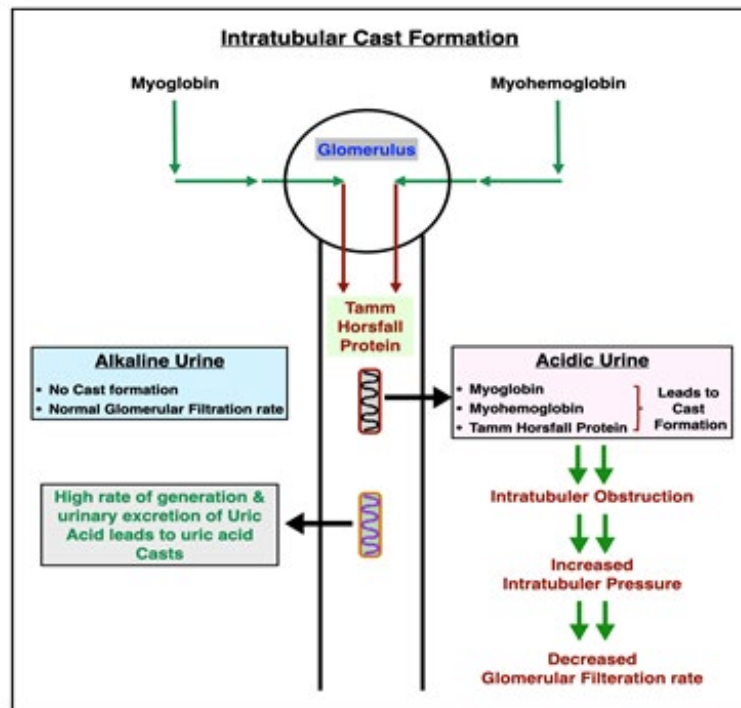 Intratubular Cast Formation
Myoglobin
Myohemoglobin
Glomerulus
Tamm
Horsfall
Protein
Alkaline Urine
• No Cast formation
• Normal Glomerular Filtration rate
Acidic Urine
• Myoglobin
• Myohemoglobin
• Tamm Horsfall Protein
Leads to
Cast
Formation
High rate of generation &
urinary excretion of Uric
Acid leads to uric acid
Casts
Intratubuler Obstruction
Increased
Intratubuler Pressure
Decreased
Glomerular Filteration rate